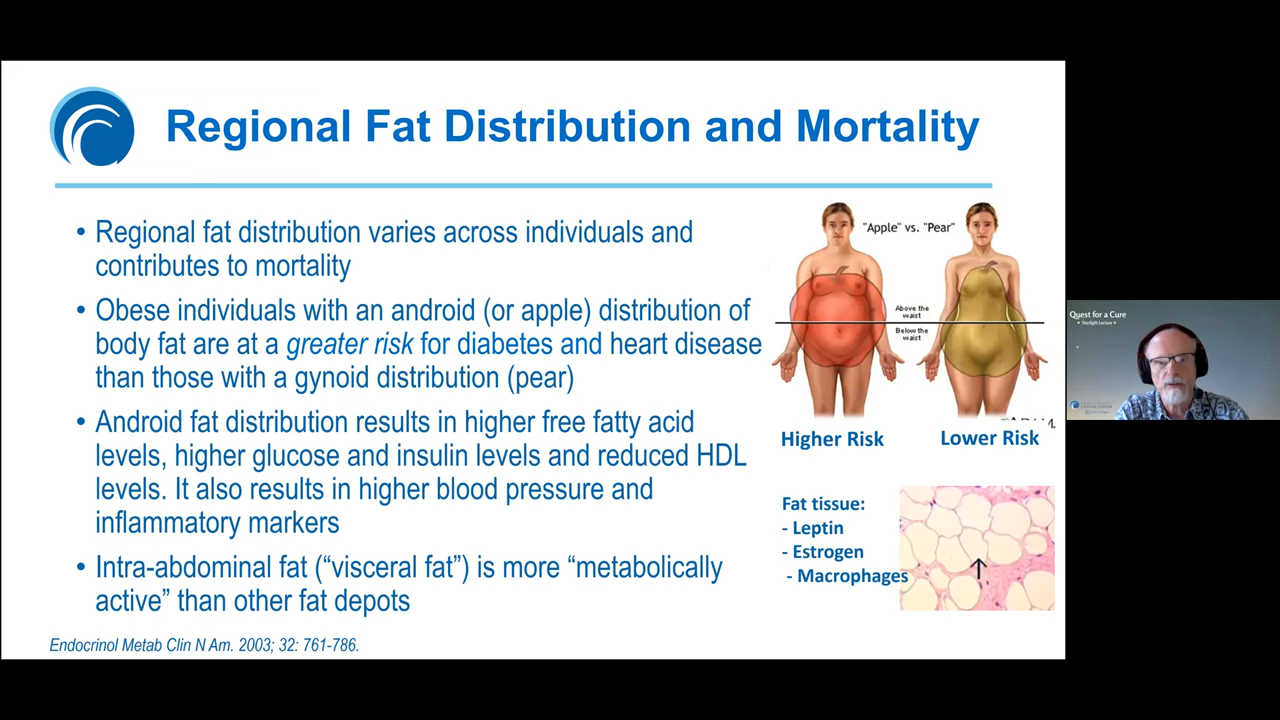 Regional Fat Distribution and Mortality
• Regional fat distribution varies across individuals and
contributes to mortality
• Obese individuals with an android (or apple) distribution of
body fat are at a greater risk for diabetes and heart disease
than those with a gynoid distribution (pear)
• Android fat distribution results in higher free fatty acid
levels, higher glucose and insulin levels and reduced HDL
levels. It also results in higher blood pressure and
inflammatory markers
• Intra-abdominal fat (“visceral fat”) is more “metabolically
active” than other fat depots
Endocrinol Metab Clin N Am. 2003; 32: 761-786.
"Apple" vs. "Pear"
Above the
waist
Below the
waist
Higher Risk
Lower Risk
Fat tissue:
- Leptin
- Estrogen
- Macrophages
Quest for a Cure
Starlight Lecture